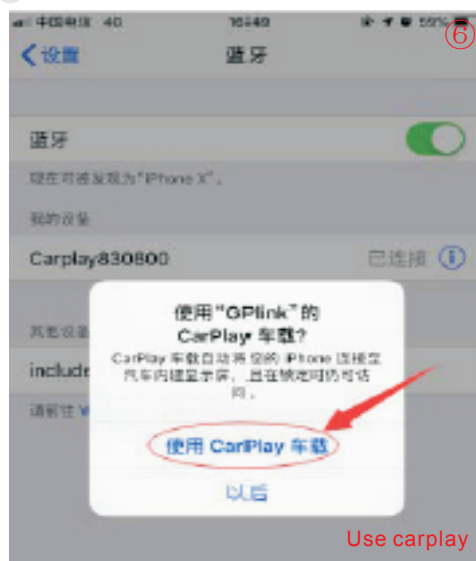 中国电信 4G 16:49 59%
⑥
设置 蓝牙
蓝牙
现在可被发现为“iPhone X”。
我的设备
Carplay830800 已连接
其他设备
include
请前往
使用“GPlink”的
CarPlay 车载?
CarPlay 车载自动将您的 iPhone 连接至
汽车内建显示屏，且在锁定时仍可访
问。
使用 CarPlay 车载
以后
Use carplay